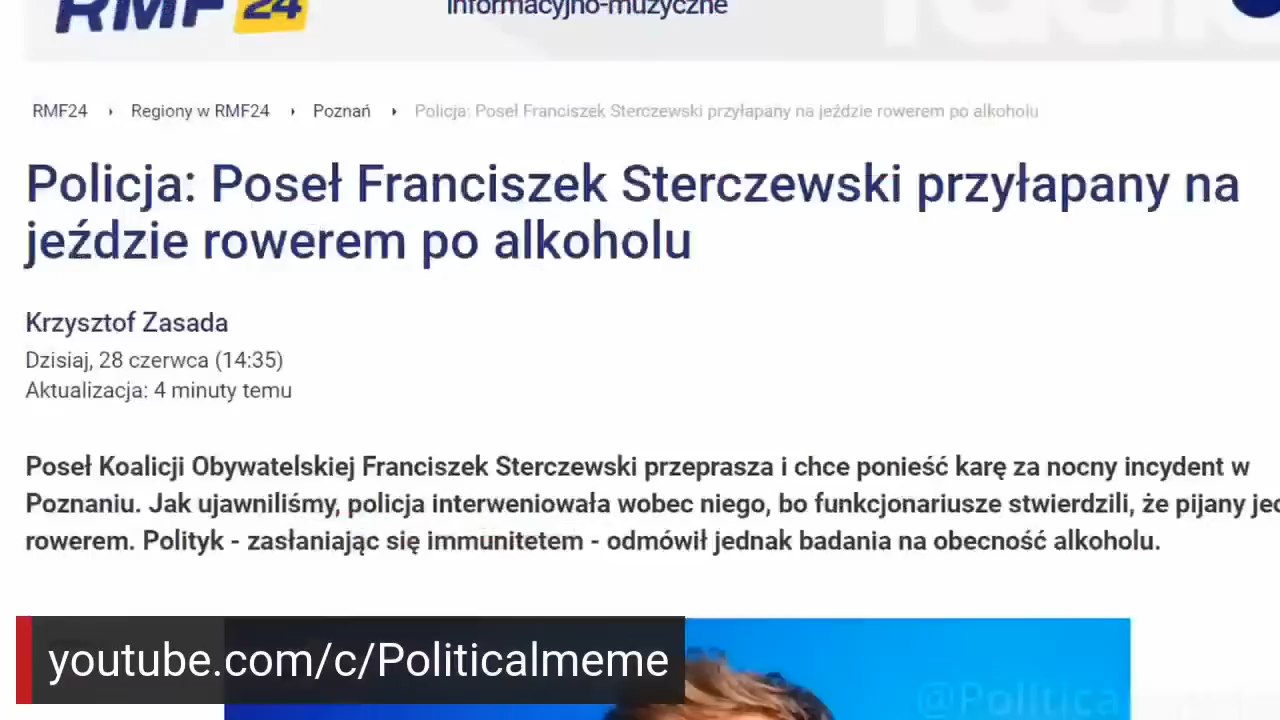 RMF 24
informacyjno-muzyczne
RMF24 › Regiony w RMF24 › Poznań › Policja: Poseł Franciszek Sterczewski przyłapany na jeździe rowerem po alkoholu
Policja: Poseł Franciszek Sterczewski przyłapany na
jeździe rowerem po alkoholu
Krzysztof Zasada
Dzisiaj, 28 czerwca (14:35)
Aktualizacja: 4 minuty temu
Poseł Koalicji Obywatelskiej Franciszek Sterczewski przeprasza i chce ponieść karę za nocny incydent w
Poznaniu. Jak ujawniliśmy, policja interweniowała wobec niego, bo funkcjonariusze stwierdzili, że pijany jec
rowerem. Polityk - zasłaniając się immunitetem - odmówił jednak badania na obecność alkoholu.
youtube.com/c/Politicalmeme